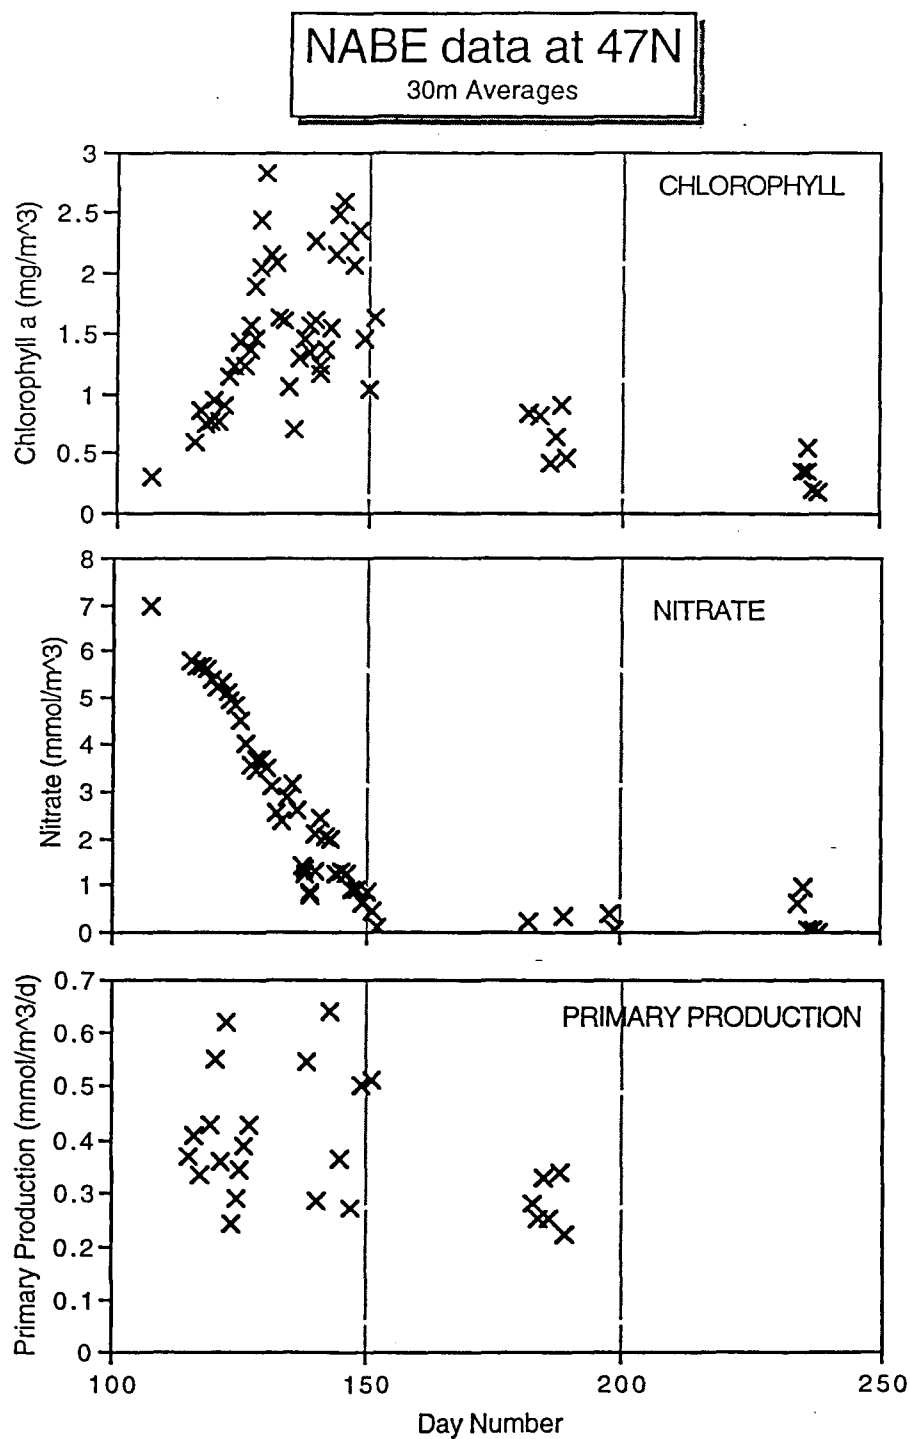 NABE data at 47N
30m Averages
CHLOROPHYLL
Chlorophyll a (mg/m^3)
3
2.5
2
1.5
1
0.5
0
NITRATE
Nitrate (mmol/m^3)
8
7
6
5
4
3
2
1
0
PRIMARY PRODUCTION
Primary Production (mmol/m^3/d)
0.7
0.6
0.5
0.4
0.3
0.2
0.1
0
100 150 200 250
Day Number